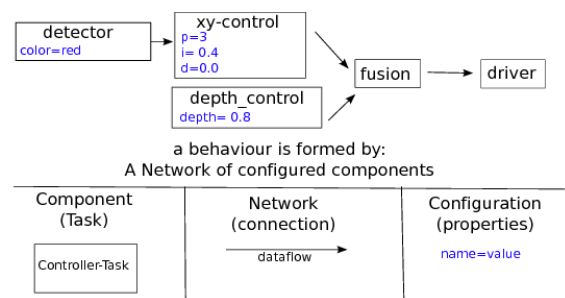 detector
color=red
xy-control
p=3
i= 0.4
d=0.0
depth_control
depth= 0.8
fusion
driver
a behaviour is formed by:
A Network of configured components
Component
(Task)
Network
(connection)
Configuration
(properties)
Controller-Task
dataflow
name=value